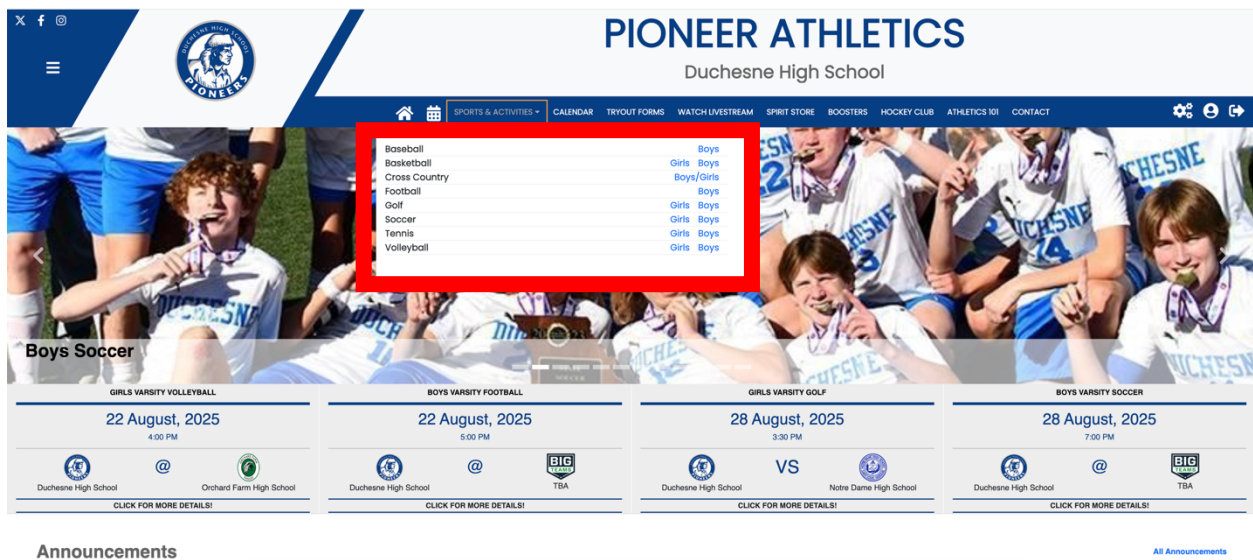 DUCHESNE HIGH SCHOOL
PIONEERS
PIONEER ATHLETICS
Duchesne High School
SPORTS & ACTIVITIES CALENDAR TRYOUT FORMS WATCH LIVESTREAM SPIRIT STORE BOOSTERS HOCKEY CLUB ATHLETICS 101 CONTACT
Baseball Boys
Basketball Girls Boys
Cross Country Boys/Girls
Football Boys
Golf Girls Boys
Soccer Girls Boys
Tennis Girls Boys
Volleyball Girls Boys
DUCHESNE
SOCCER
Boys Soccer
GIRLS VARSITY VOLLEYBALL BOYS VARSITY FOOTBALL GIRLS VARSITY GOLF BOYS VARSITY SOCCER
22 August, 2025 22 August, 2025 28 August, 2025 28 August, 2025
4:00 PM 5:00 PM 3:30 PM 7:00 PM
@ @ VS @
BIG TEAMS BIG TEAMS
Duchesne High School Orchard Farm High School Duchesne High School TBA Duchesne High School Notre Dame High School Duchesne High School TBA
CLICK FOR MORE DETAILS! CLICK FOR MORE DETAILS! CLICK FOR MORE DETAILS! CLICK FOR MORE DETAILS!
Announcements All Announcements